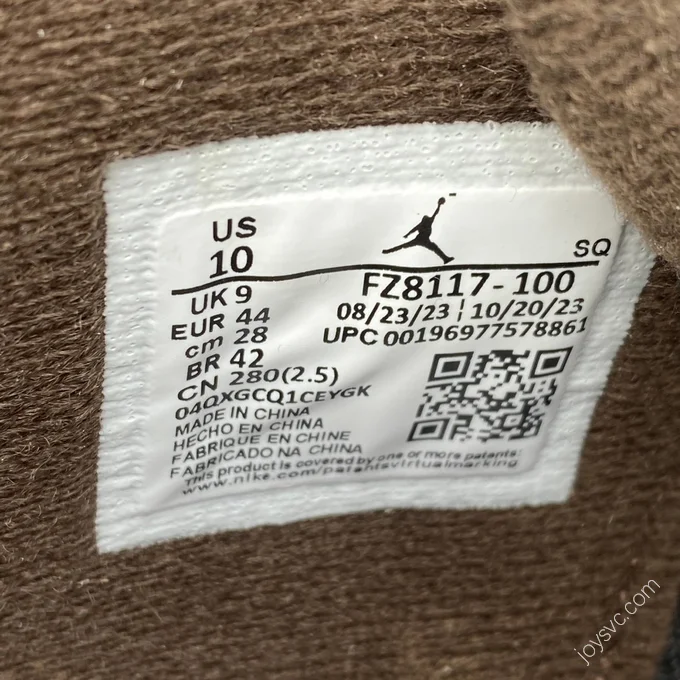 US
10
SQ
UK 9
EUR 44
cm 28
BR 42
CN 280(2.5)
FZ8117-100
08/23/23 ¦ 10/20/23
UPC 00196977578861
04QXGCQ1CEYGK
MADE IN CHINA
HECHO EN CHINA
FABRIQUE EN CHINE
FABRICADO NA CHINA
This product is covered by one or more patents:
www.nike.com/patentsvirtualmarking
joysvc.com